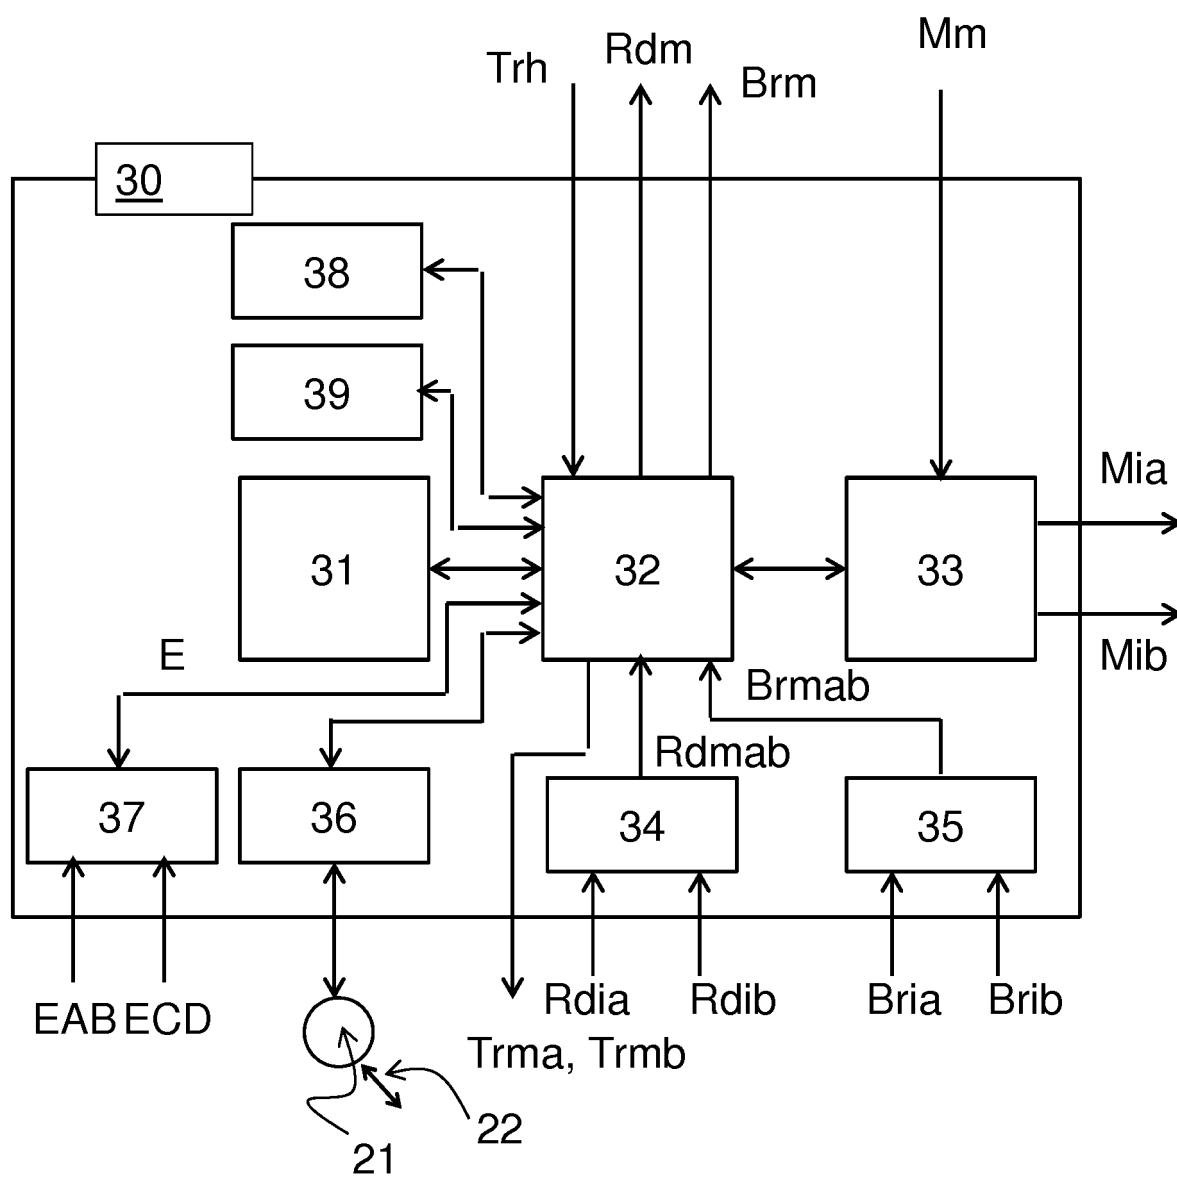 Mm
Rdm
Trh
Brm
30
38
39
Mia
31
32
33
E
Mib
Brmab
Rdmab
37
36
34
35
EAB ECD
Rdia
Rdib
Bria
Brib
Trma, Trmb
22
21